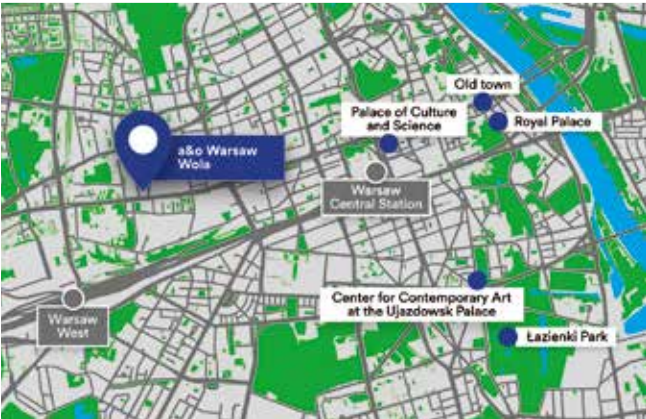 Old town
Palace of Culture
and Science
Royal Palace
a&o Warsaw
Wola
Warsaw
Central Station
Center for Contemporary Art
at the Ujazdowsk Palace
Warsaw
West
Łazienki Park